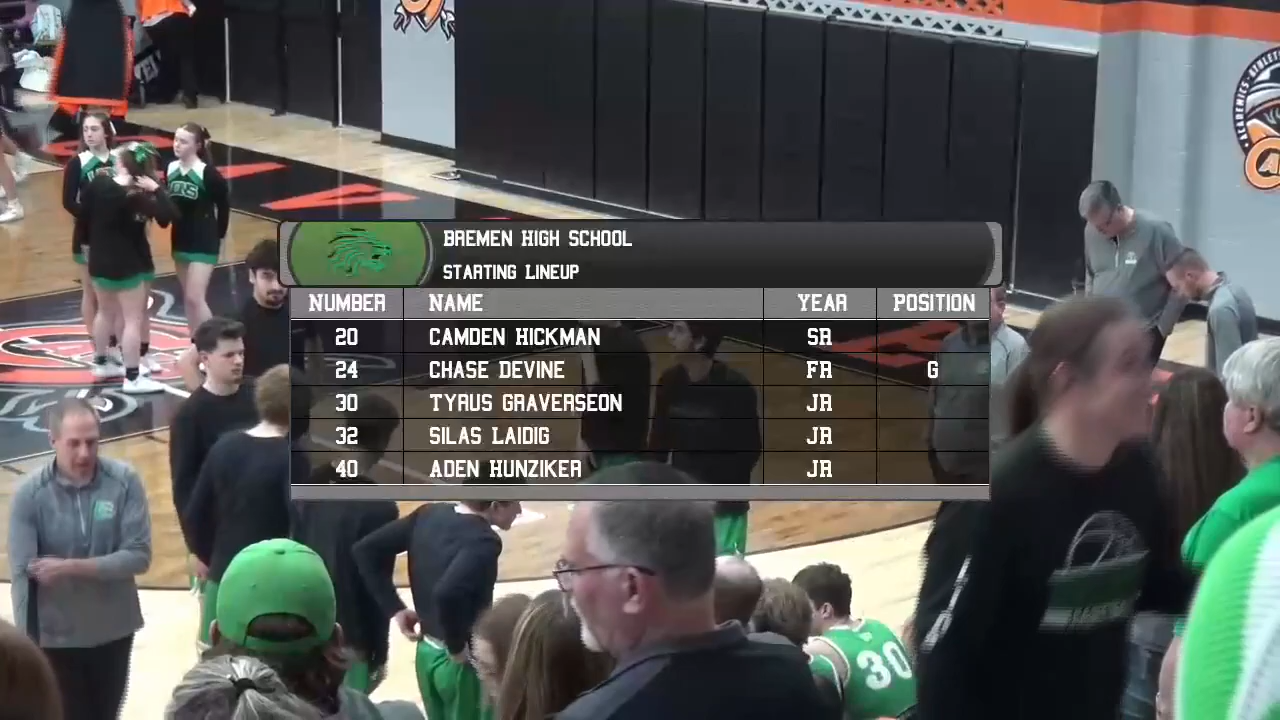 BREMEN HIGH SCHOOL
STARTING LINEUP
NUMBER NAME YEAR POSITION
20 CAMDEN HICKMAN SR
24 CHASE DEVINE FR G
30 TYRUS GRAVERSEON JR
32 SILAS LAIDIG JR
40 ADEN HUNZIKER JR
30